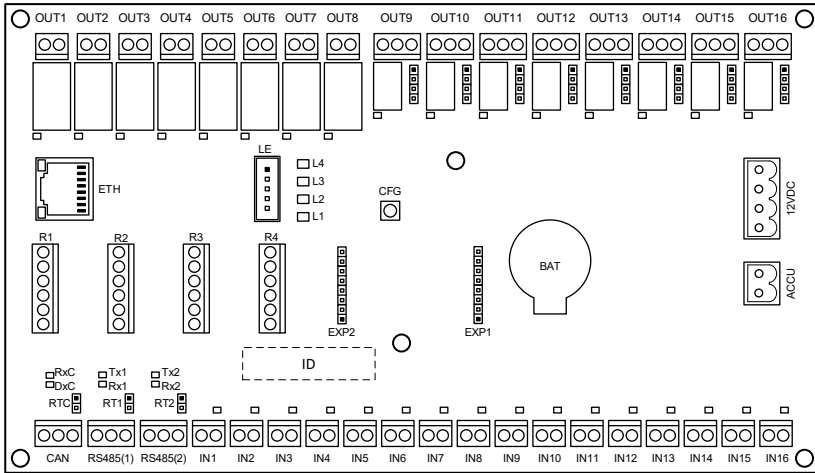 OUT1 OUT2 OUT3 OUT4 OUT5 OUT6 OUT7 OUT8 OUT9 OUT10 OUT11 OUT12 OUT13 OUT14 OUT15 OUT16
LE
L4
L3
L2
L1
ETH
CFG
12VDC
R1 R2 R3 R4
BAT
ACCU
EXP2 EXP1
ID
RxC Tx1 Tx2
DxC Rx1 Rx2
RTC RT1 RT2
CAN RS485(1) RS485(2) IN1 IN2 IN3 IN4 IN5 IN6 IN7 IN8 IN9 IN10 IN11 IN12 IN13 IN14 IN15 IN16